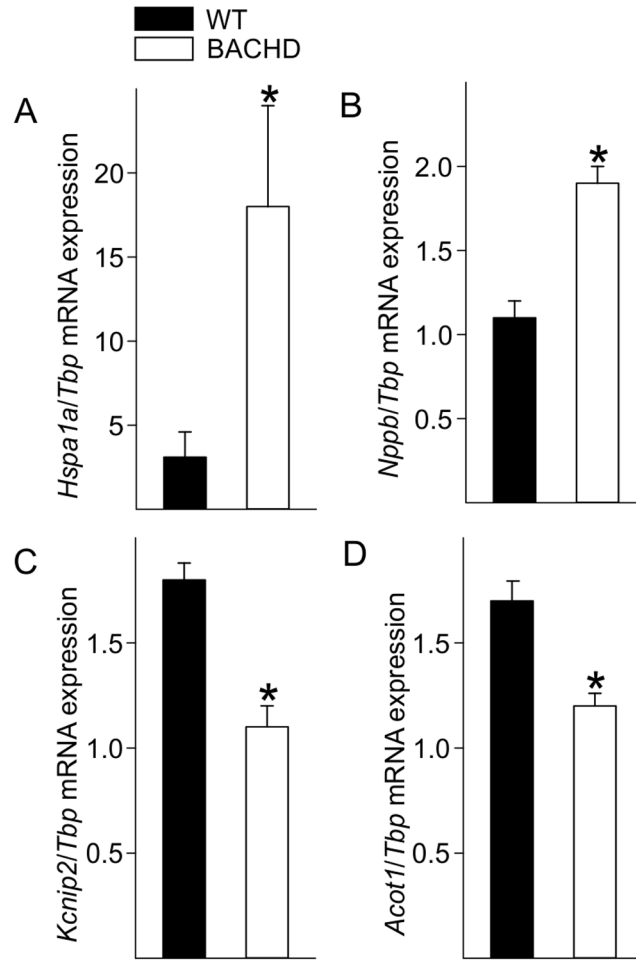 WT
BACHD
A
Hspa1a/Tbp mRNA expression
20
15
10
5
*
B
Nppb/Tbp mRNA expression
2.0
1.5
1.0
0.5
*
C
Kcnip2/Tbp mRNA expression
1.5
1.0
0.5
*
D
Acot1/Tbp mRNA expression
1.5
1.0
0.5
*